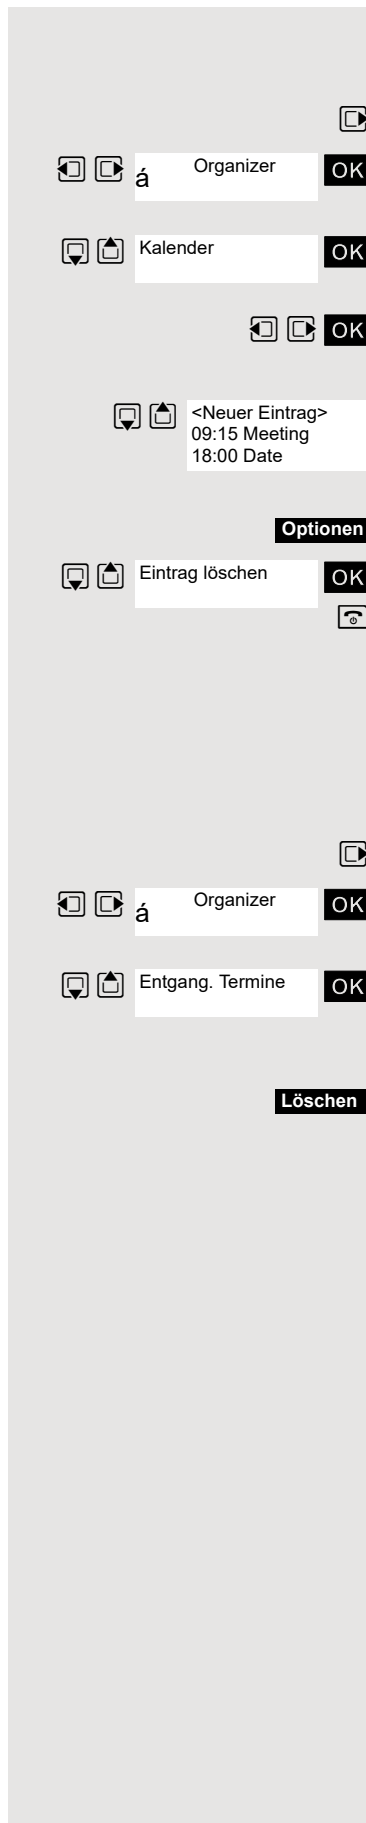 á Organizer OK
Kalender OK
OK
<Neuer Eintrag>
09:15 Meeting
18:00 Date
Optionen
Eintrag löschen OK
á Organizer OK
Entgang. Termine OK
Löschen